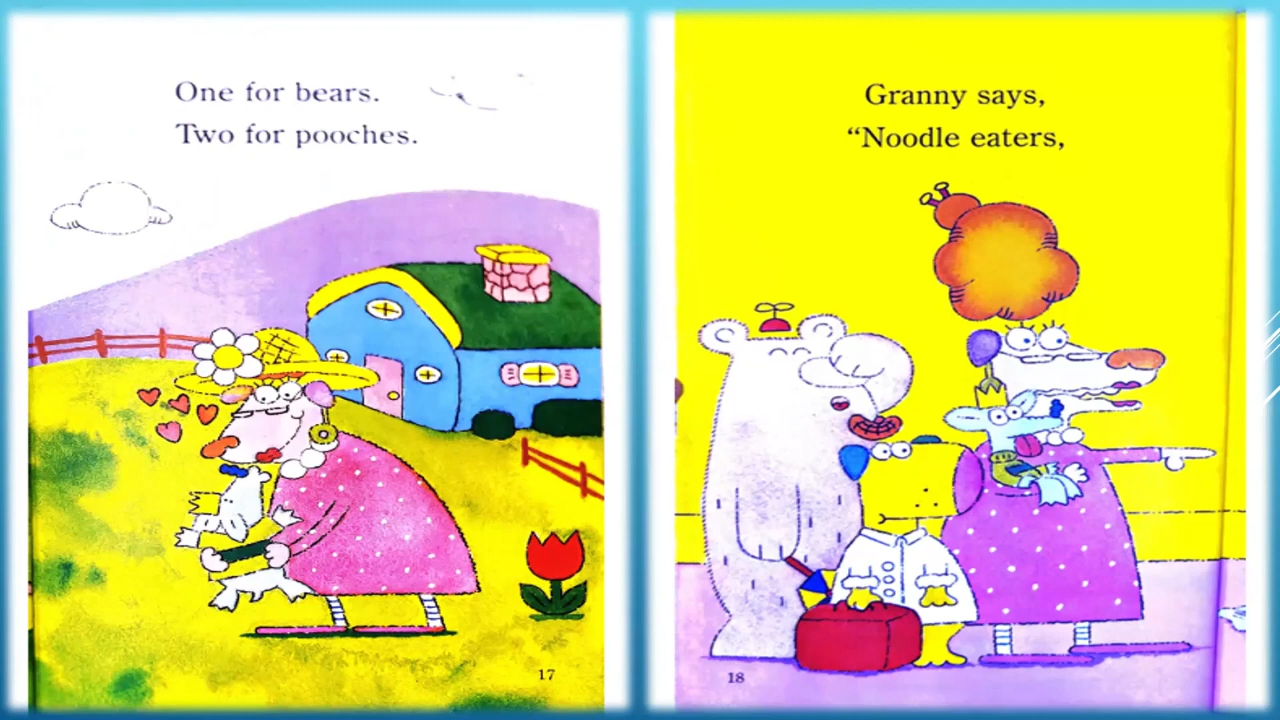 One for bears.
Two for pooches.
17
Granny says,
“Noodle eaters,
18